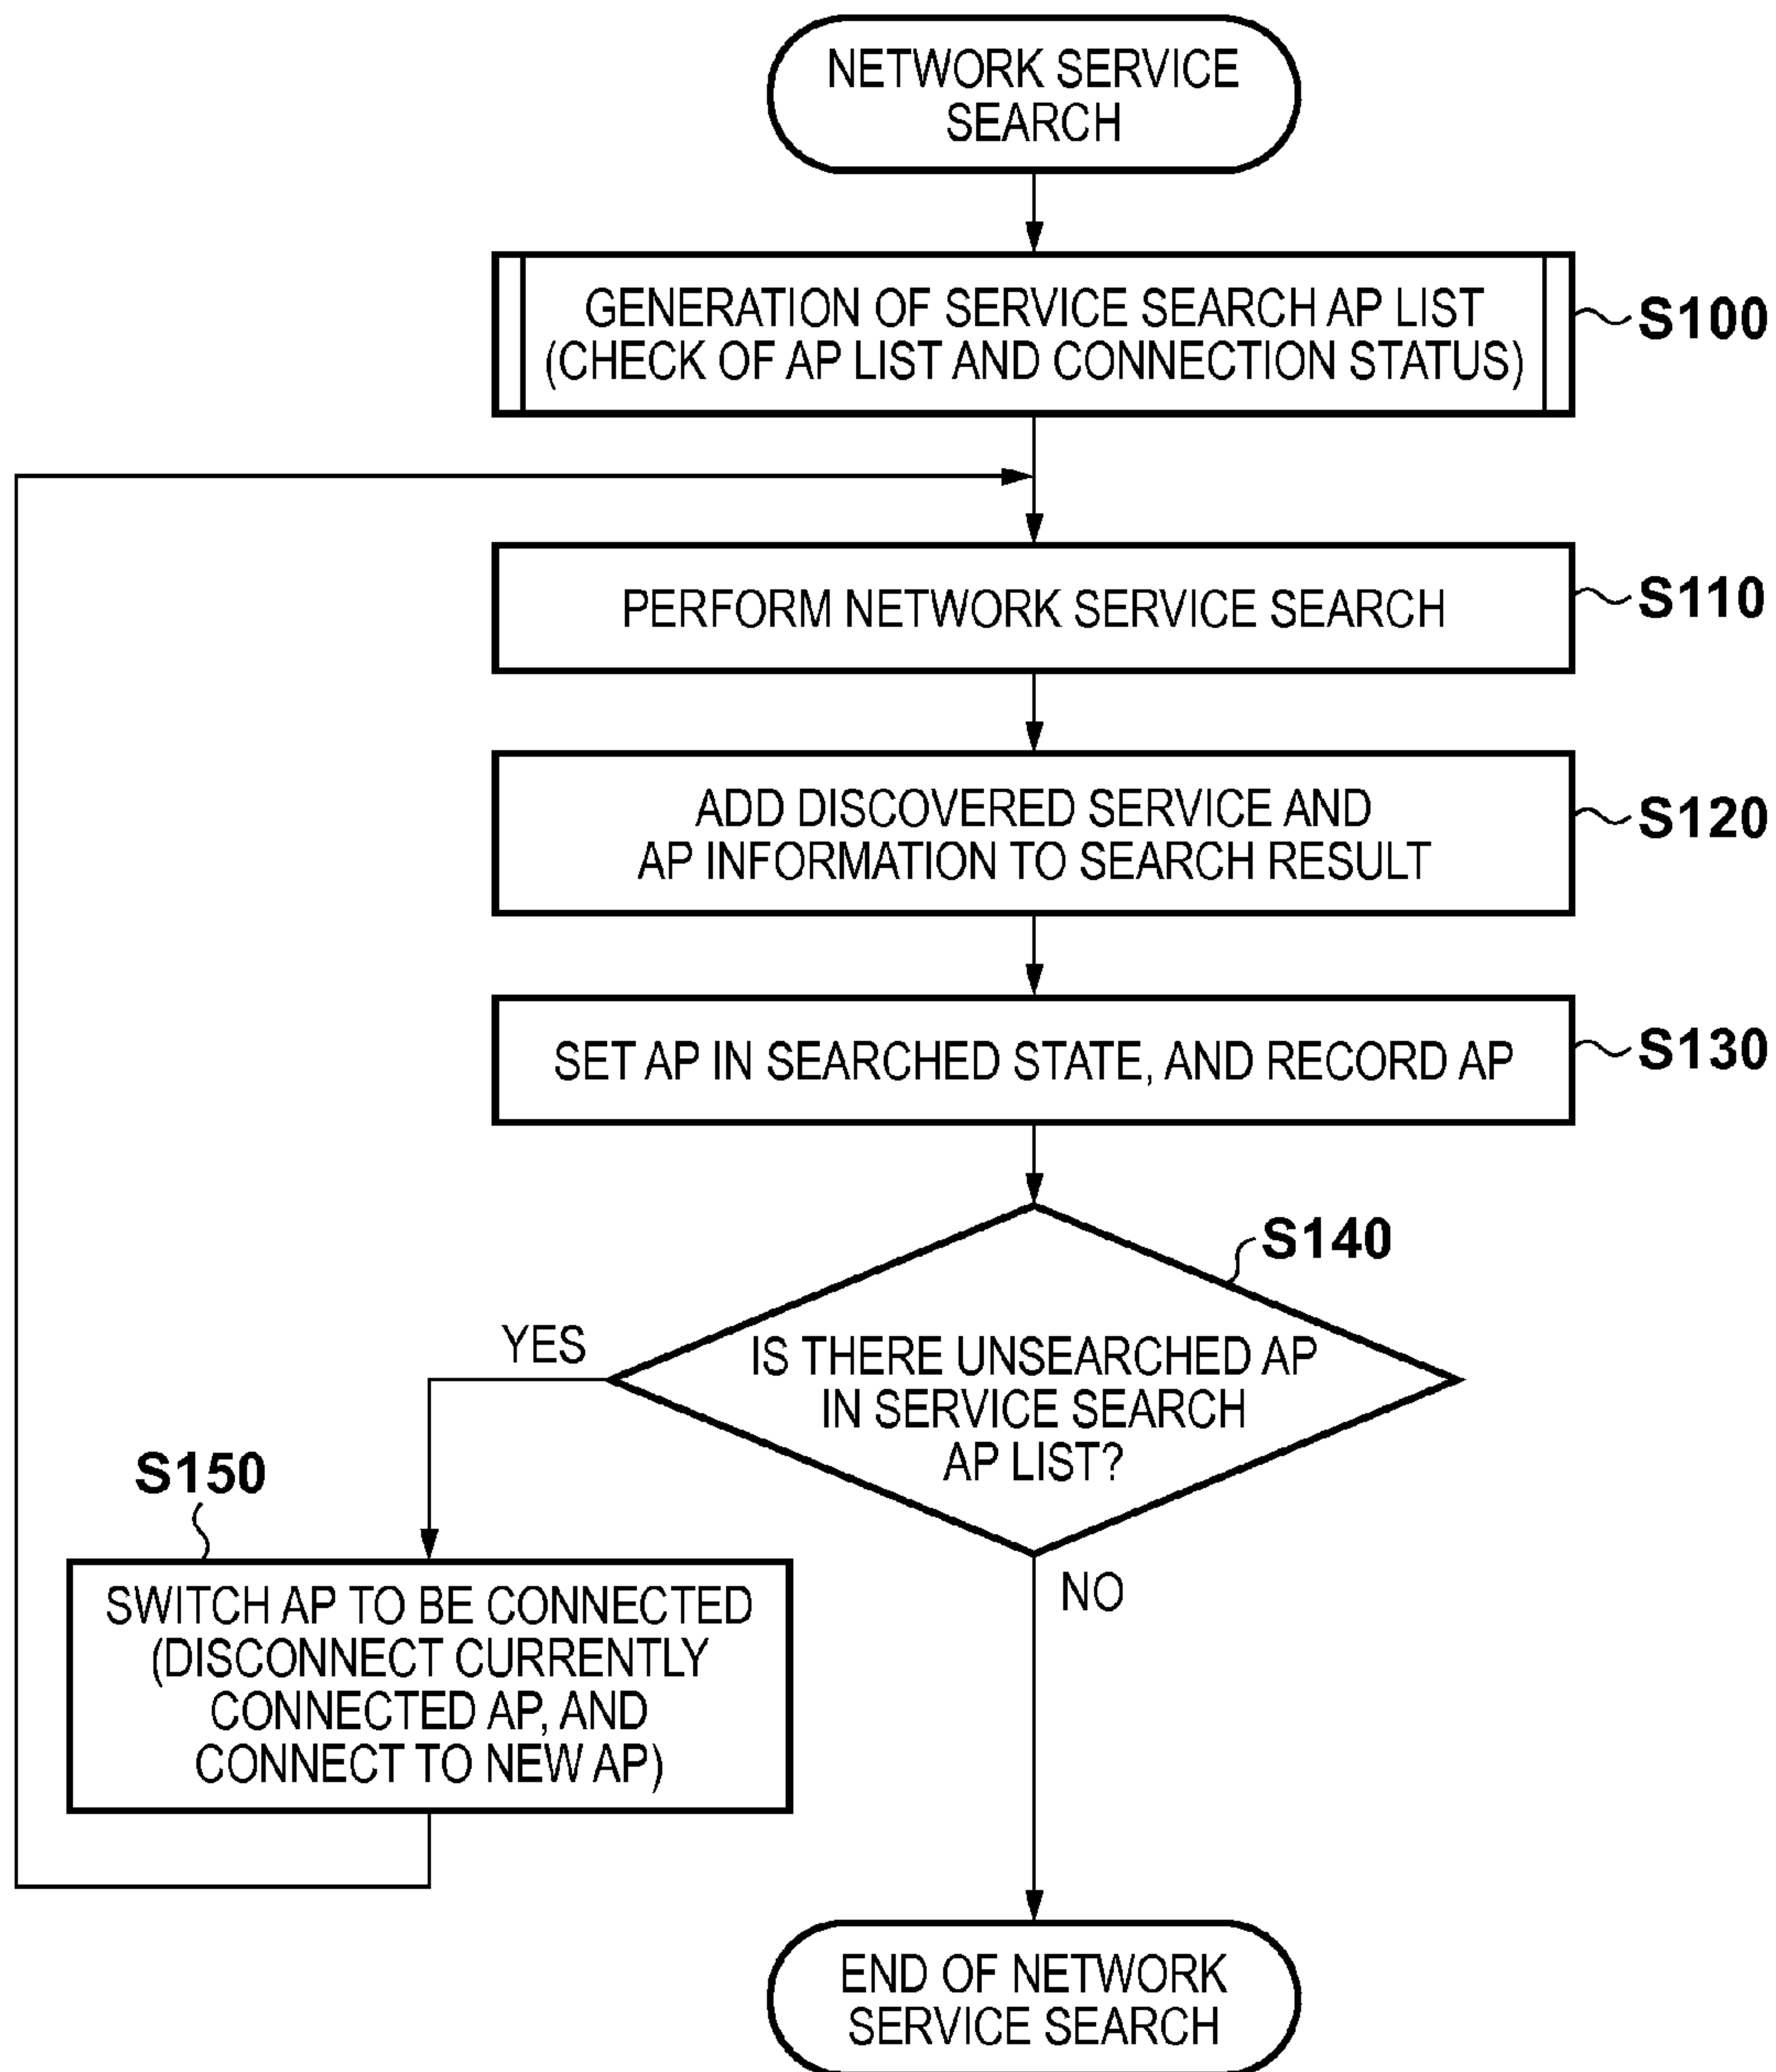 NETWORK SERVICE
SEARCH
GENERATION OF SERVICE SEARCH AP LIST
(CHECK OF AP LIST AND CONNECTION STATUS)
S100
PERFORM NETWORK SERVICE SEARCH
S110
ADD DISCOVERED SERVICE AND
AP INFORMATION TO SEARCH RESULT
S120
SET AP IN SEARCHED STATE, AND RECORD AP
S130
S140
IS THERE UNSEARCHED AP
IN SERVICE SEARCH
AP LIST?
YES
NO
S150
SWITCH AP TO BE CONNECTED
(DISCONNECT CURRENTLY
CONNECTED AP, AND
CONNECT TO NEW AP)
END OF NETWORK
SERVICE SEARCH